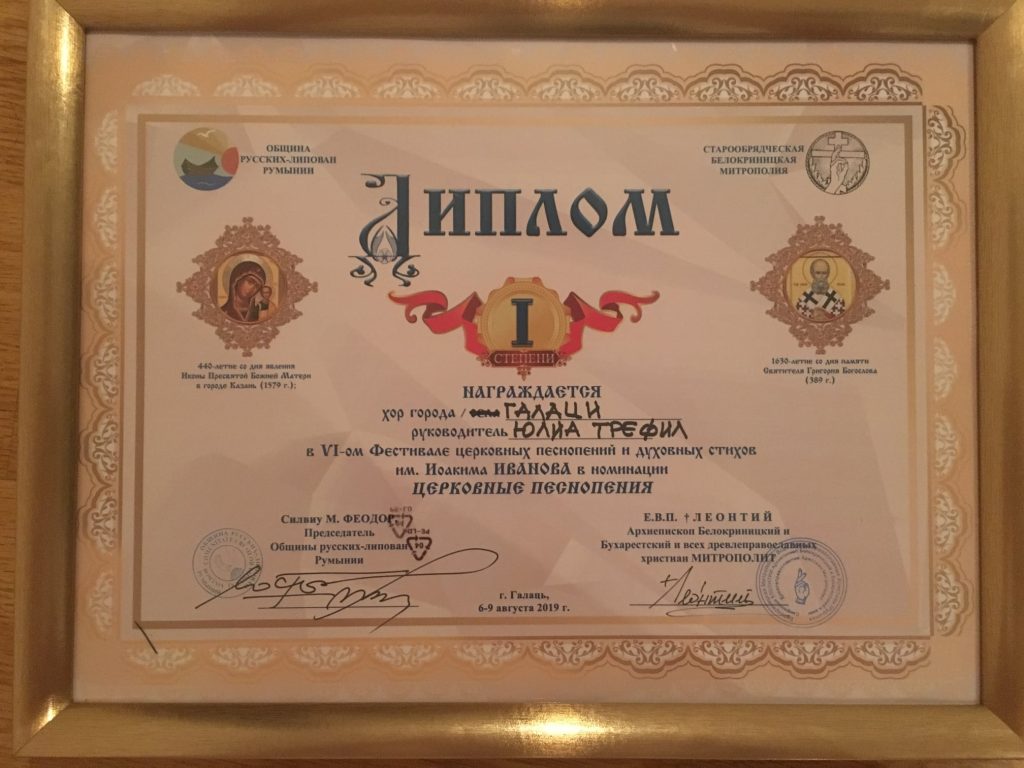 ОБЩИНА
РУССКИХ-ЛИПОВАН
РУМЫНИИ
СТАРООБРЯДЧЕСКАЯ
БЕЛОКРИНИЦКАЯ
МИТРОПОЛИЯ
ДИПЛОМ
I
СТЕПЕНИ
440-летие со дня явления
Иконы Пресвятой Божией Матери
в городе Казань (1579 г.);
1630-летие со дня памяти
Святителя Григория Богослова
(389 г.)
НАГРАЖДАЕТСЯ
хор города / села ГАЛАЦИ
руководитель ЮЛИА ТРЕФИЛ
в VI-ом Фестивале церковных песнопений и духовных стихов
им. Иоакима ИВАНОВА в номинации
ЦЕРКОВНЫЕ ПЕСНОПЕНИЯ
Силвиу М. ФЕОДОР
Председатель
Общины русских-липован
Румынии
Е.В.П. † ЛЕОНТИЙ
Архиепископ Белокриницкий и
Бухарестский и всех древлеправославных
христиан МИТРОПОЛИТ
+Леонтий
г. Галаць,
6-9 августа 2019 г.